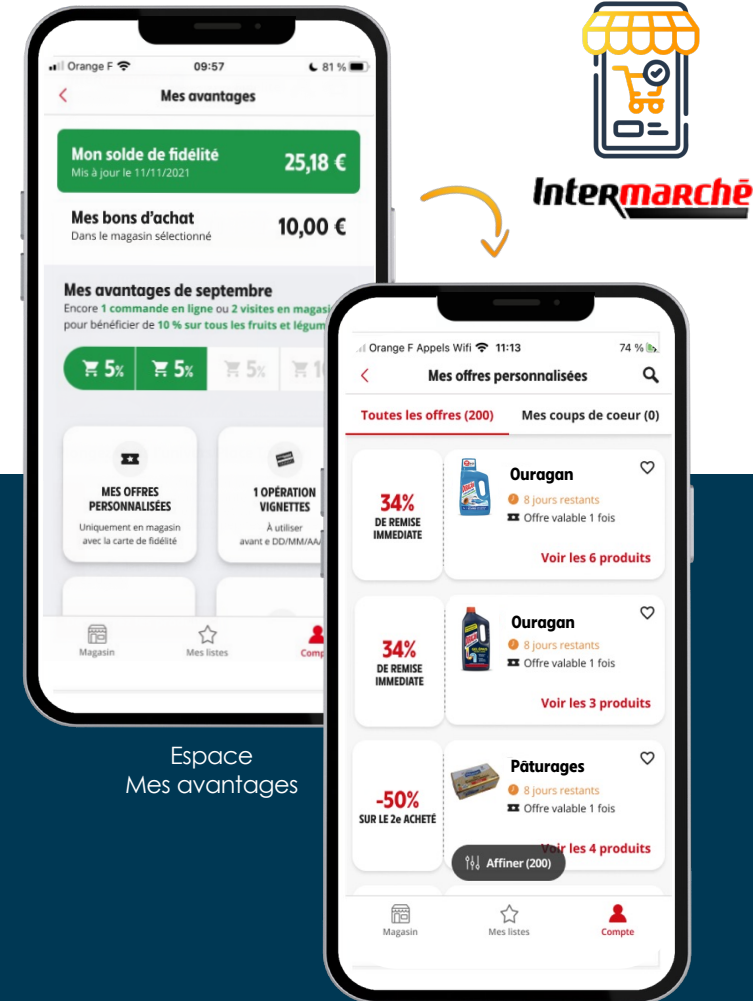 Orange F
09:57
81 %
Mes avantages
Mon solde de fidélité
25,18 €
Mis à jour le 11/11/2021
Mes bons d'achat
10,00 €
Dans le magasin sélectionné
Mes avantages de septembre
Encore 1 commande en ligne ou 2 visites en magasi
pour bénéficier de 10 % sur tous les fruits et légum
5% 5% 5% 1
MES OFFRES
PERSONNALISÉES
Uniquement en magasin
avec la carte de fidélité
1 OPÉRATION
VIGNETTES
À utiliser
avant e DD/MM/AA
Magasin
Mes listes
Comp
Espace
Mes avantages
Intermarché
Orange F Appels Wifi
11:13
74 %
Mes offres personnalisées
Toutes les offres (200)
Mes coups de coeur (0)
34%
DE REMISE
IMMEDIATE
Ouragan
8 jours restants
Offre valable 1 fois
Voir les 6 produits
34%
DE REMISE
IMMEDIATE
Ouragan
8 jours restants
Offre valable 1 fois
Voir les 3 produits
-50%
SUR LE 2e ACHETÉ
Pâturages
8 jours restants
Offre valable 1 fois
Voir les 4 produits
Affiner (200)
Magasin
Mes listes
Compte